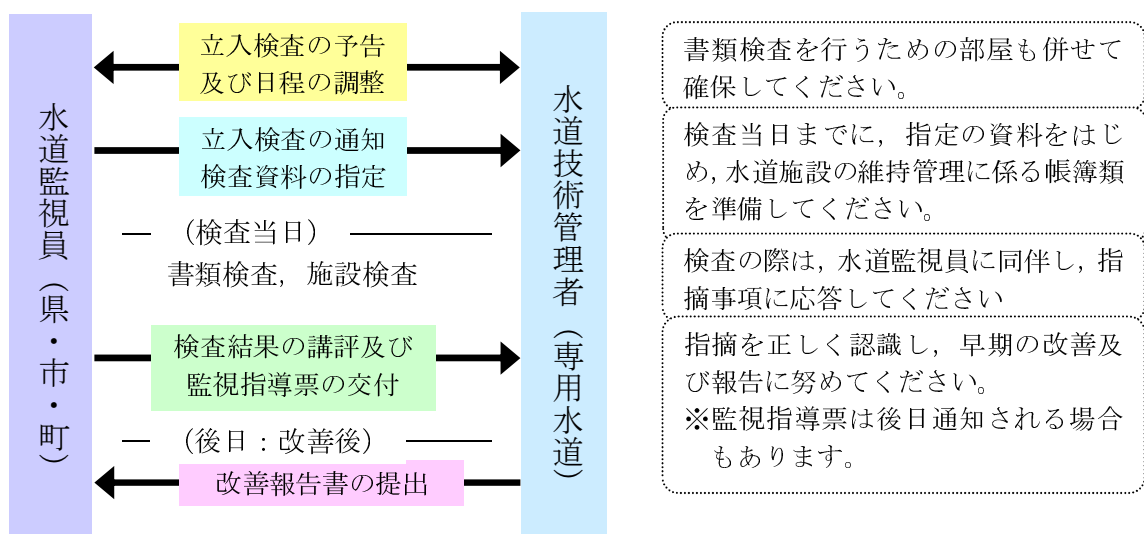 水道監視員（県・市・町）
立入検査の予告
及び日程の調整
立入検査の通知
検査資料の指定
（検査当日）
書類検査，施設検査
検査結果の講評及び
監視指導票の交付
（後日：改善後）
改善報告書の提出
水道技術管理者（専用水道）
書類検査を行うための部屋も併せて
確保してください。
検査当日までに，指定の資料をはじ
め，水道施設の維持管理に係る帳簿類
を準備してください。
検査の際は，水道監視員に同伴し，指
摘事項に応答してください
指摘を正しく認識し，早期の改善及
び報告に努めてください。
※監視指導票は後日通知される場合
もあります。